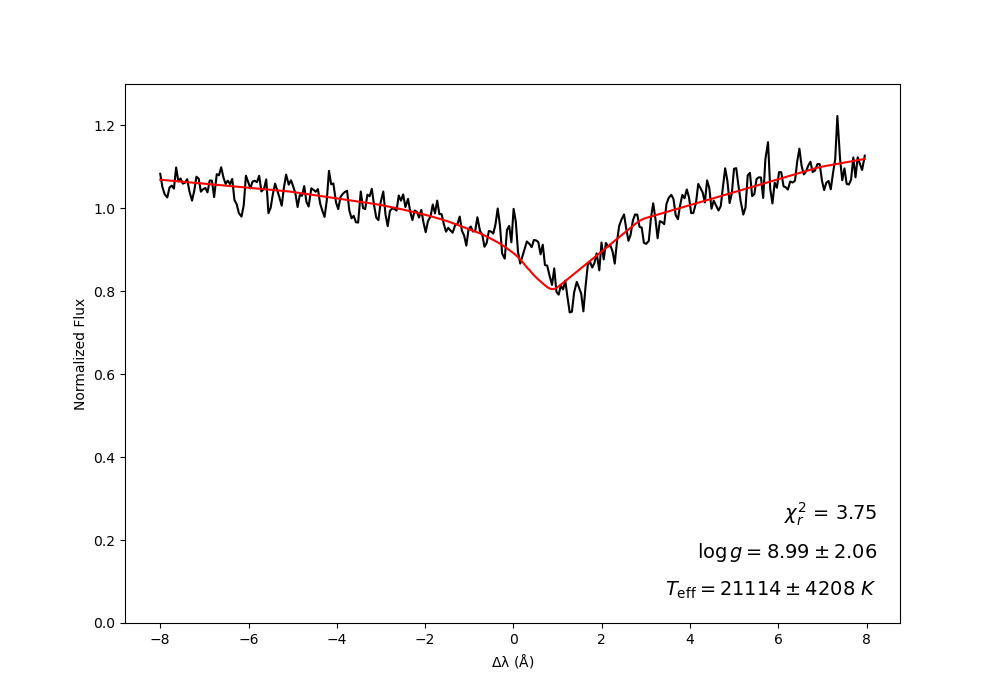 1.2
1.0
0.8
0.6
0.4
0.2
0.0
Normalized Flux
χ²ᵣ = 3.75
log g = 8.99 ± 2.06
T_eff = 21114 ± 4208 K
−8 −6 −4 −2 0 2 4 6 8
Δλ (Å)